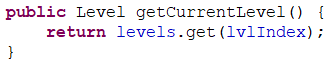 public Level getCurrentLevel() {
    return levels.get(lvlIndex);
}